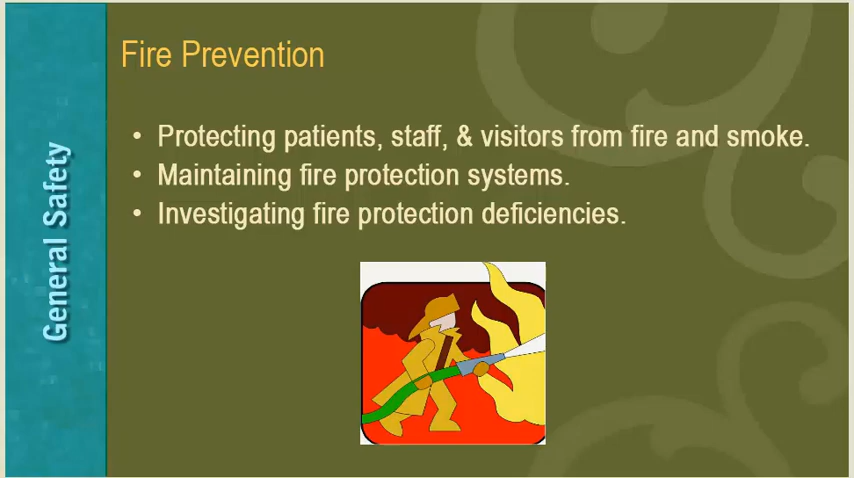 Fire Prevention
General Safety
• Protecting patients, staff, & visitors from fire and smoke.
• Maintaining fire protection systems.
• Investigating fire protection deficiencies.